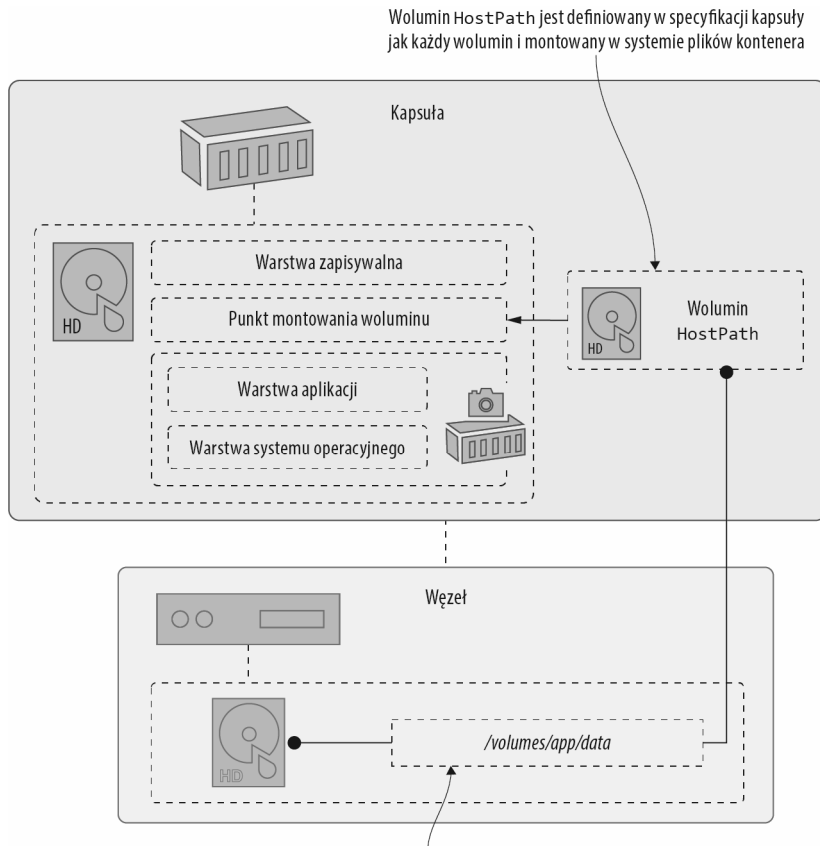 Wolumin HostPath jest definiowany w specyfikacji kapsuły
jak każdy wolumin i montowany w systemie plików kontenera
Kapsuła
HD
Warstwa zapisywalna
Punkt montowania woluminu
Warstwa aplikacji
Warstwa systemu operacyjnego
HD
Wolumin
HostPath
Węzeł
HD
/volumes/app/data